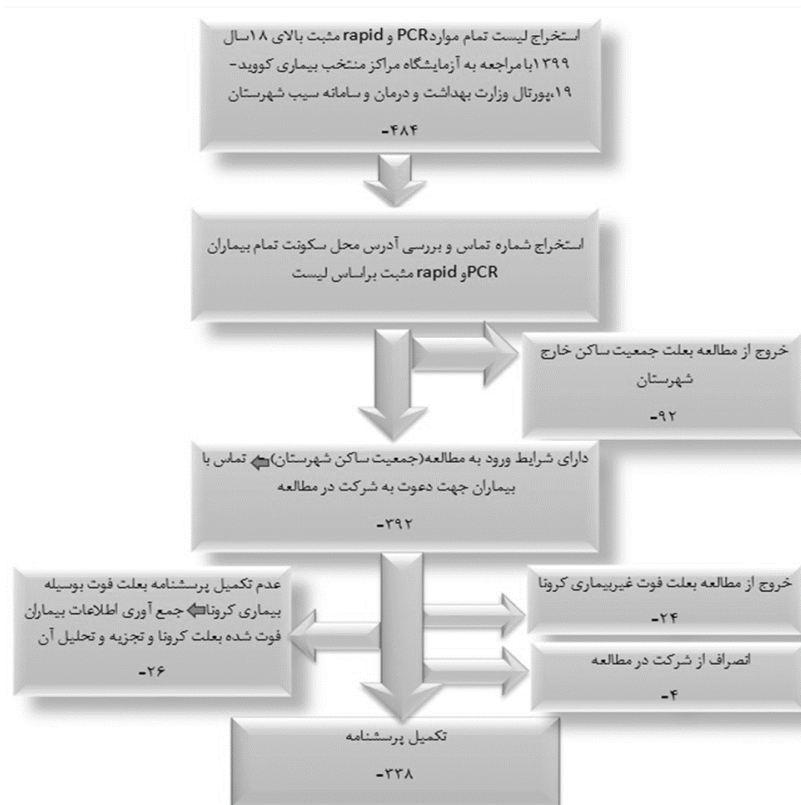 استخراج لیست تمام مواردPCR و rapid مثبت بالای ۱۸سال
۱۳۹۹با مراجعه به آزمایشگاه مراکز منتخب بیماری کووید-
۱۹،پورتال وزارت بهداشت و درمان و سامانه سیب شهرستان
-۴۸۴
استخراج شماره تماس و بررسی آدرس محل سکونت تمام بیماران
PCRو rapid مثبت براساس لیست
خروج از مطالعه بعلت جمعیت ساکن خارج
شهرستان
-۹۲
دارای شرایط ورود به مطالعه(جمعیت ساکن شهرستان) تماس با
بیماران جهت دعوت به شرکت در مطالعه
-۳۹۲
خروج از مطالعه بعلت فوت غیربیماری کرونا
-۲۴
عدم تکمیل پرسشنامه بعلت فوت بوسیله
بیماری کرونا جمع آوری اطلاعات بیماران
فوت شده بعلت کرونا و تجزیه و تحلیل آن
-۲۶
انصراف از شرکت در مطالعه
-۴
تکمیل پرسشنامه
-۳۳۸